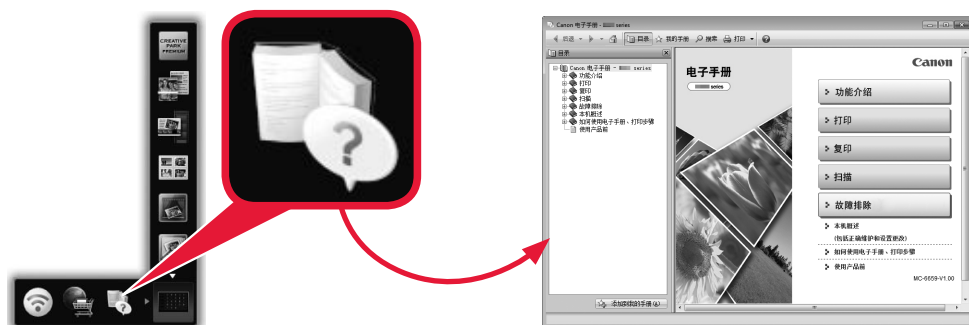 CREATIVE
PARK
PREMIUM
?
Canon 电子手册 - series
后退
目录
我的手册
搜索
打印
目录
Canon 电子手册 - series
功能介绍
打印
复印
扫描
故障排除
本机概述
如何使用电子手册、打印步骤
使用产品前
添加到我的手册(A)
Canon
电子手册
series
功能介绍
打印
复印
扫描
故障排除
本机概述
(包括正确维护和设置更改)
如何使用电子手册、打印步骤
使用产品前
MC-6659-V1.00